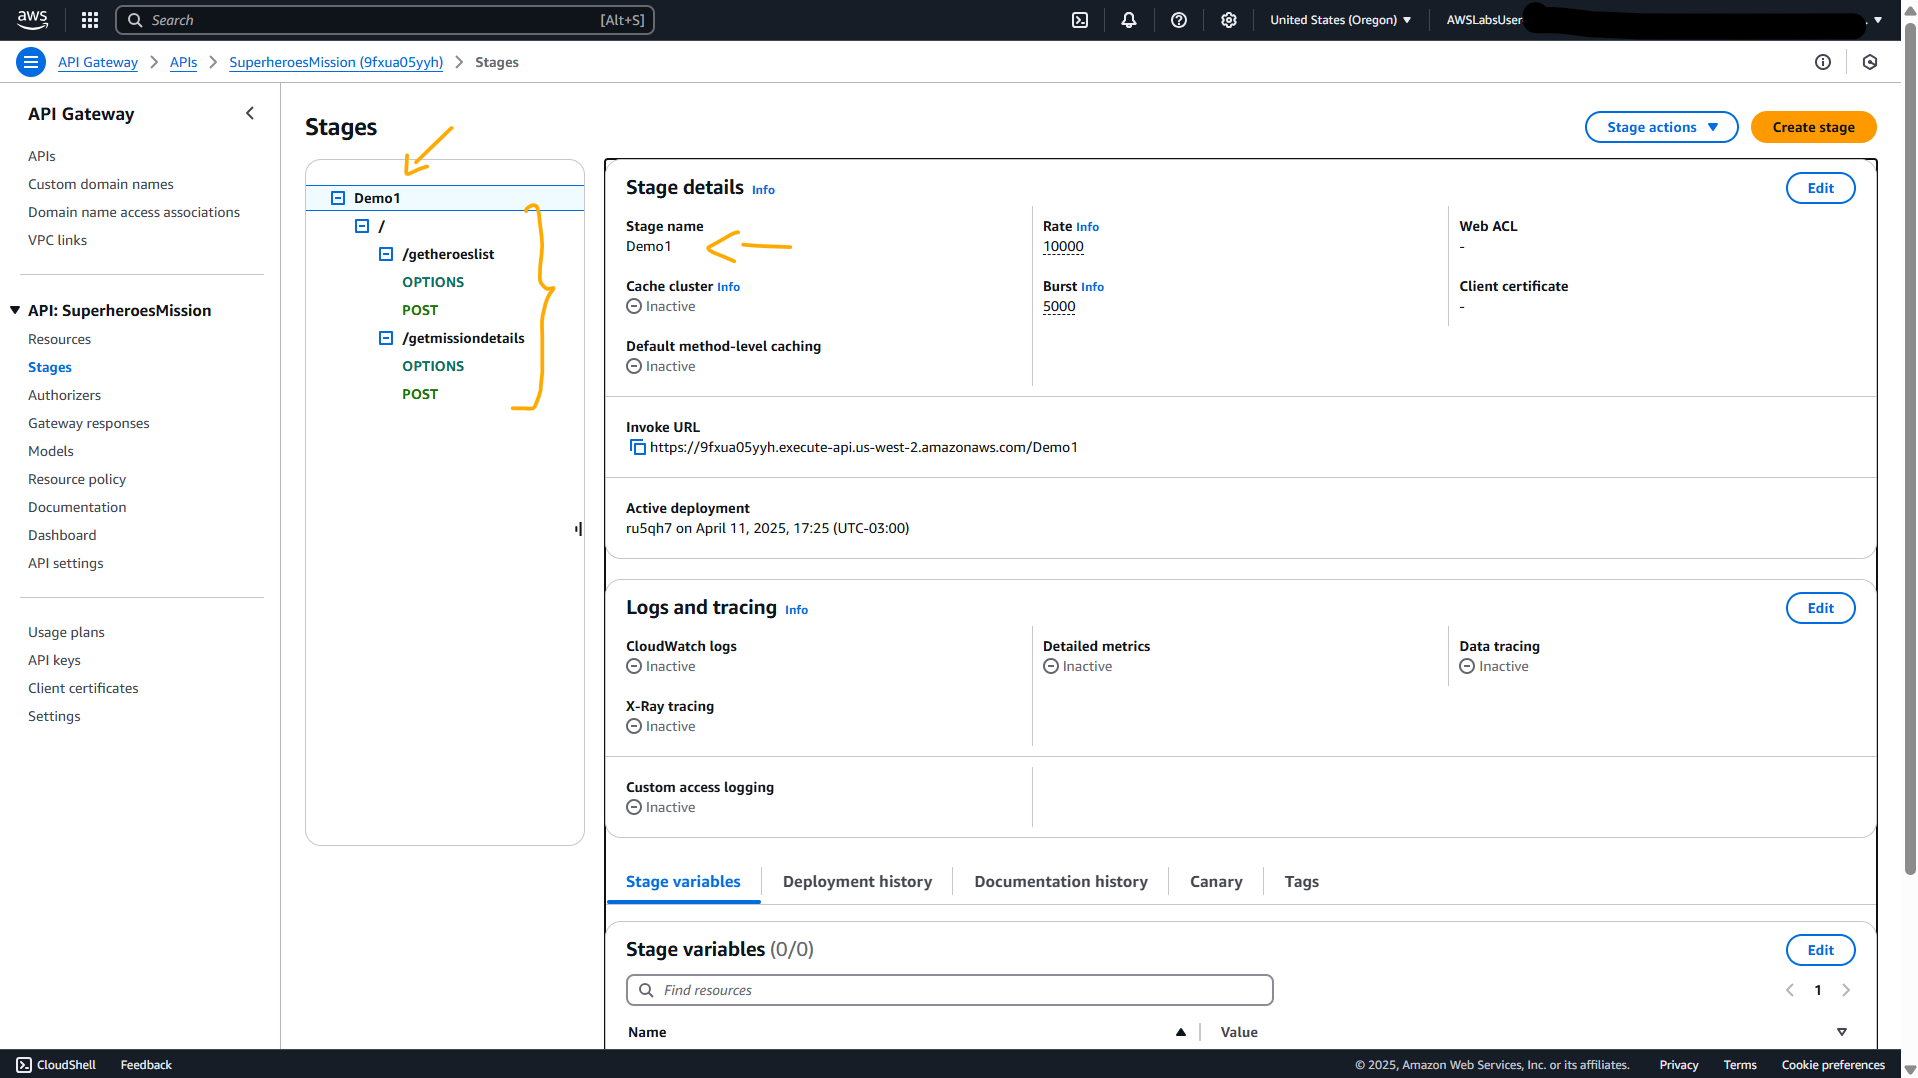 aws
Search [Alt+S]
United States (Oregon)
AWSLabsUser
API Gateway
APIs
SuperheroesMission (9fxua05yyh)
Stages
API Gateway
APIs
Custom domain names
Domain name access associations
VPC links
API: SuperheroesMission
Resources
Stages
Authorizers
Gateway responses
Models
Resource policy
Documentation
Dashboard
API settings
Usage plans
API keys
Client certificates
Settings
Stages
Stage actions
Create stage
Demo1
/
/getheroeslist
OPTIONS
POST
/getmissiondetails
OPTIONS
POST
Stage details Info
Edit
Stage name
Demo1
Rate Info
10000
Web ACL
-
Cache cluster Info
Inactive
Burst Info
5000
Client certificate
-
Default method-level caching
Inactive
Invoke URL
https://9fxua05yyh.execute-api.us-west-2.amazonaws.com/Demo1
Active deployment
ru5qh7 on April 11, 2025, 17:25 (UTC-03:00)
Logs and tracing Info
Edit
CloudWatch logs
Inactive
Detailed metrics
Inactive
Data tracing
Inactive
X-Ray tracing
Inactive
Custom access logging
Inactive
Stage variables
Deployment history
Documentation history
Canary
Tags
Stage variables (0/0)
Edit
Find resources
1
Name
Value
CloudShell
Feedback
© 2025, Amazon Web Services, Inc. or its affiliates.
Privacy
Terms
Cookie preferences